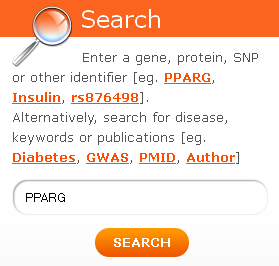 Search
Enter a gene, protein, SNP
or other identifier [eg. PPARG,
Insulin, rs876498].
Alternatively, search for disease,
keywords or publications [eg.
Diabetes, GWAS, PMID, Author]
PPARG
SEARCH